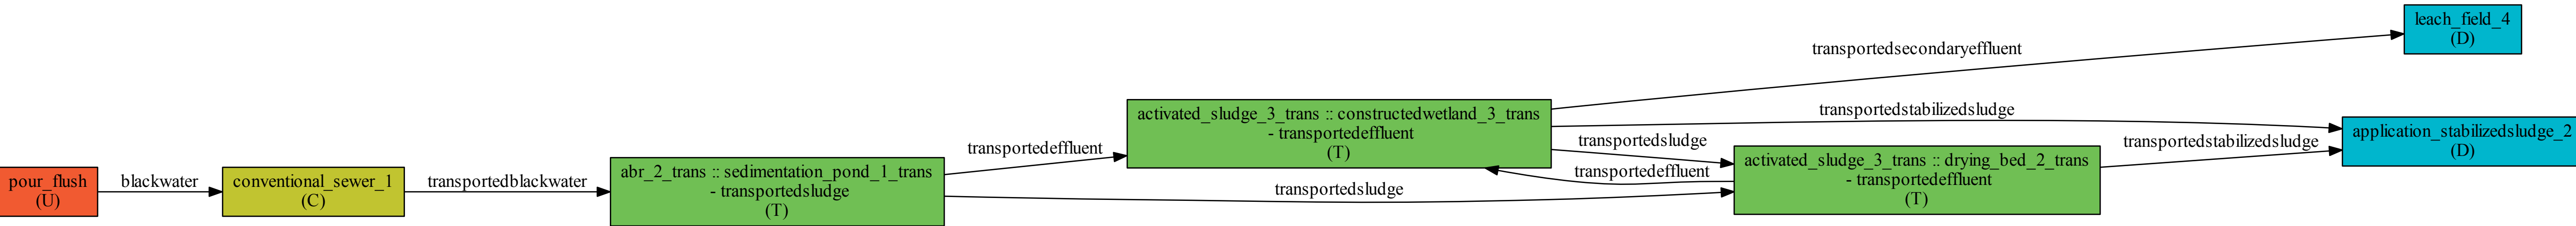 pour_flush
(U)
blackwater
conventional_sewer_1
(C)
transportedblackwater
abr_2_trans :: sedimentation_pond_1_trans
- transportedsludge
(T)
transportedeffluent
transportedsludge
activated_sludge_3_trans :: constructedwetland_3_trans
- transportedeffluent
(T)
transportedsecondaryeffluent
transportedstabilizedsludge
transportedsludge
transportedeffluent
activated_sludge_3_trans :: drying_bed_2_trans
- transportedeffluent
(T)
transportedstabilizedsludge
leach_field_4
(D)
application_stabilizedsludge_2
(D)